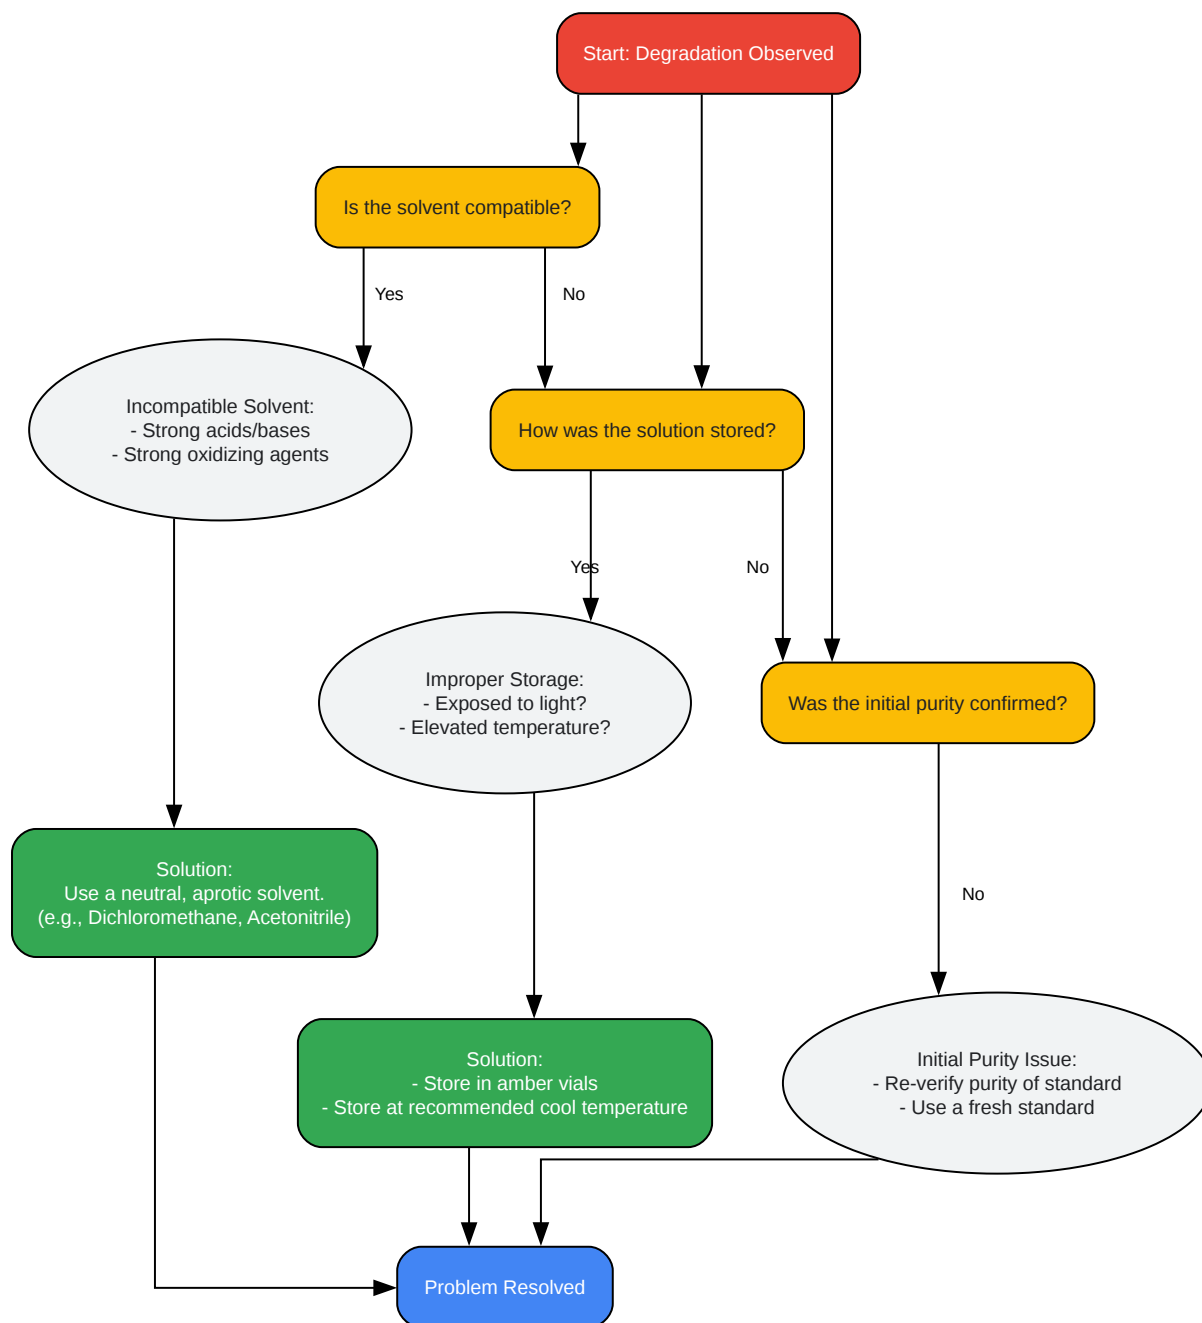 Start: Degradation Observed
Is the solvent compatible?
Yes
No
Incompatible Solvent:
- Strong acids/bases
- Strong oxidizing agents
How was the solution stored?
Yes
No
Improper Storage:
- Exposed to light?
- Elevated temperature?
Was the initial purity confirmed?
Solution:
Use a neutral, aprotic solvent.
(e.g., Dichloromethane, Acetonitrile)
No
Solution:
- Store in amber vials
- Store at recommended cool temperature
Initial Purity Issue:
- Re-verify purity of standard
- Use a fresh standard
Problem Resolved